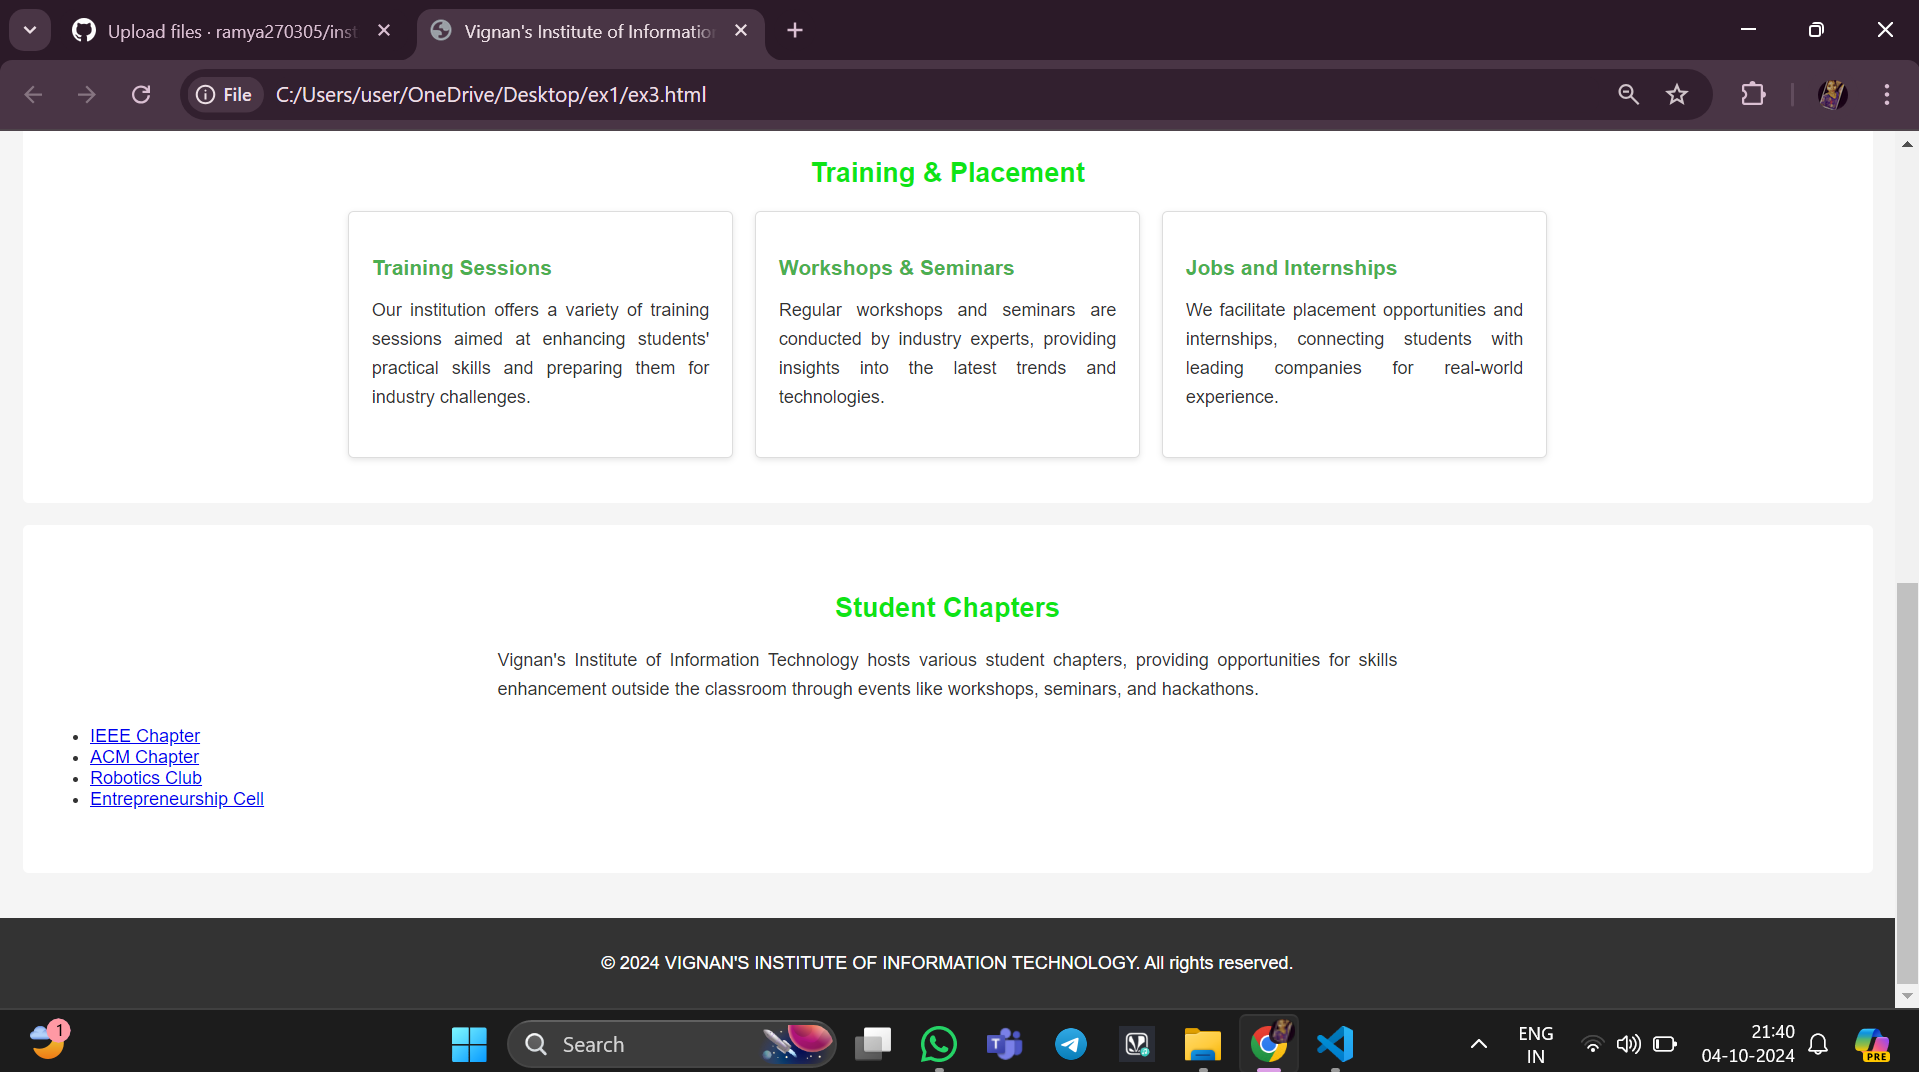 Upload files · ramya270305/inst
Vignan's Institute of Informatio
File
C:/Users/user/OneDrive/Desktop/ex1/ex3.html
Training & Placement
Training Sessions
Our institution offers a variety of training
sessions aimed at enhancing students'
practical skills and preparing them for
industry challenges.
Workshops & Seminars
Regular workshops and seminars are
conducted by industry experts, providing
insights into the latest trends and
technologies.
Jobs and Internships
We facilitate placement opportunities and
internships, connecting students with
leading companies for real-world
experience.
Student Chapters
Vignan's Institute of Information Technology hosts various student chapters, providing opportunities for skills
enhancement outside the classroom through events like workshops, seminars, and hackathons.
• IEEE Chapter
• ACM Chapter
• Robotics Club
• Entrepreneurship Cell
© 2024 VIGNAN'S INSTITUTE OF INFORMATION TECHNOLOGY. All rights reserved.
1
Search
ENG
IN
21:40
04-10-2024
PRE